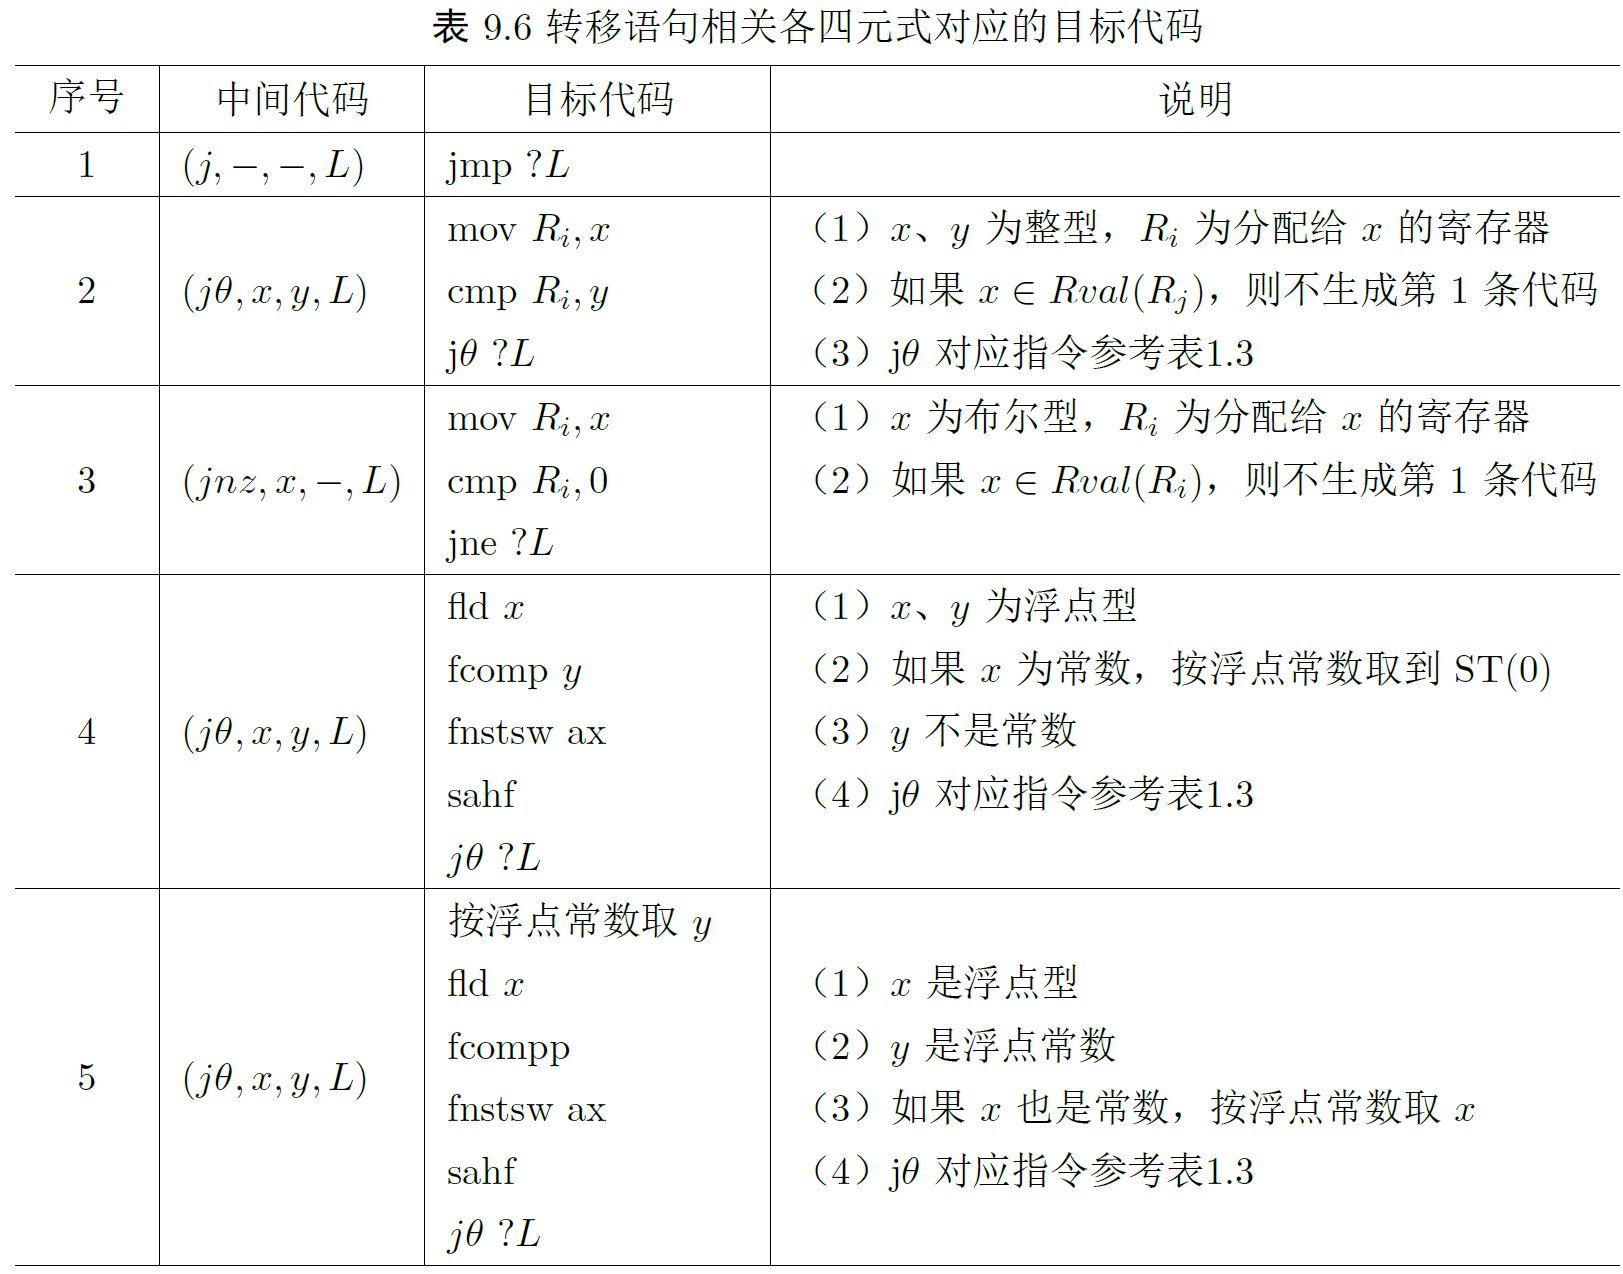 表 9.6 转移语句相关各四元式对应的目标代码
序号 中间代码 目标代码 说明
1 (j, −, −, L) jmp ?L
2 (jθ, x, y, L)
mov Rᵢ, x
cmp Rᵢ, y
jθ ?L
（1）x、y 为整型，Rᵢ 为分配给 x 的寄存器
（2）如果 x ∈ Rval(Rⱼ)，则不生成第 1 条代码
（3）jθ 对应指令参考表1.3
3 (jnz, x, −, L)
mov Rᵢ, x
cmp Rᵢ, 0
jne ?L
（1）x 为布尔型，Rᵢ 为分配给 x 的寄存器
（2）如果 x ∈ Rval(Rᵢ)，则不生成第 1 条代码
4 (jθ, x, y, L)
fld x
fcomp y
fnstsw ax
sahf
jθ ?L
（1）x、y 为浮点型
（2）如果 x 为常数，按浮点常数取到 ST(0)
（3）y 不是常数
（4）jθ 对应指令参考表1.3
5 (jθ, x, y, L)
按浮点常数取 y
fld x
fcompp
fnstsw ax
sahf
jθ ?L
（1）x 是浮点型
（2）y 是浮点常数
（3）如果 x 也是常数，按浮点常数取 x
（4）jθ 对应指令参考表1.3